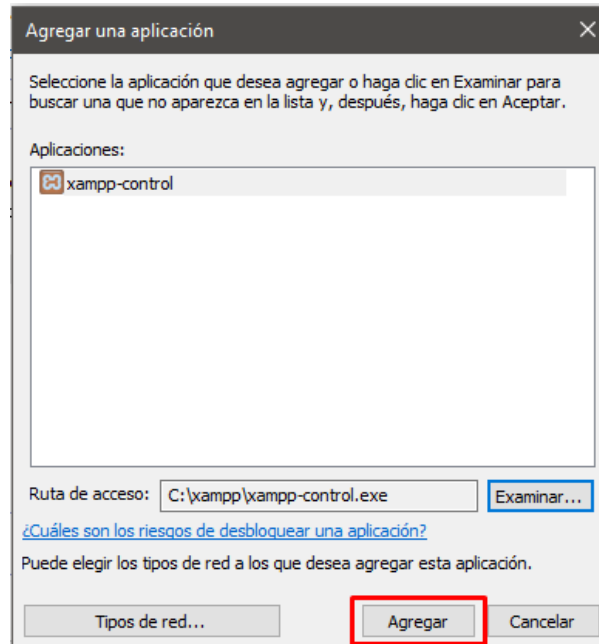 Agregar una aplicación
Seleccione la aplicación que desea agregar o haga clic en Examinar para
buscar una que no aparezca en la lista y, después, haga clic en Aceptar.
Aplicaciones:
xampp-control
Ruta de acceso: C:\xampp\xampp-control.exe Examinar...
¿Cuáles son los riesgos de desbloquear una aplicación?
Puede elegir los tipos de red a los que desea agregar esta aplicación.
Tipos de red... Agregar Cancelar